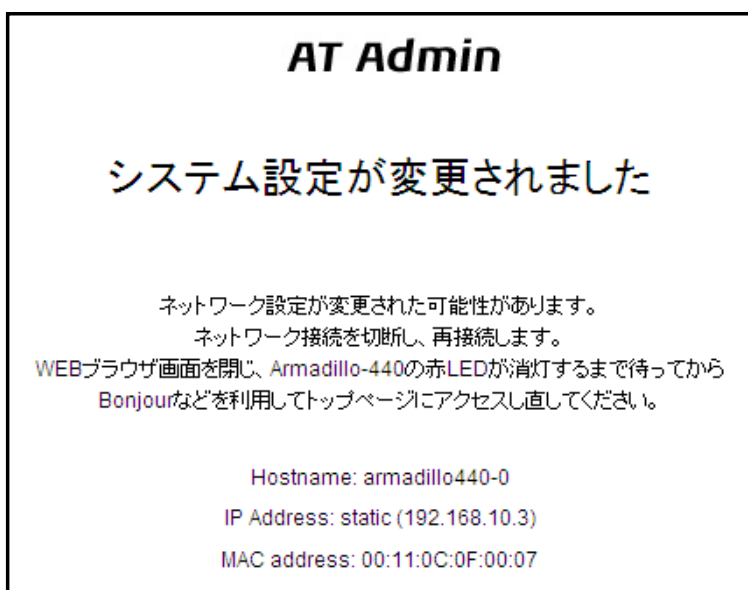 AT Admin
システム設定が変更されました
ネットワーク設定が変更された可能性があります。
ネットワーク接続を切断し、再接続します。
WEBブラウザ画面を閉じ、Armadillo-440の赤LEDが消灯するまで待ってから
Bonjourなどを利用してトップページにアクセスし直してください。
Hostname: armadillo440-0
IP Address: static (192.168.10.3)
MAC address: 00:11:0C:0F:00:07